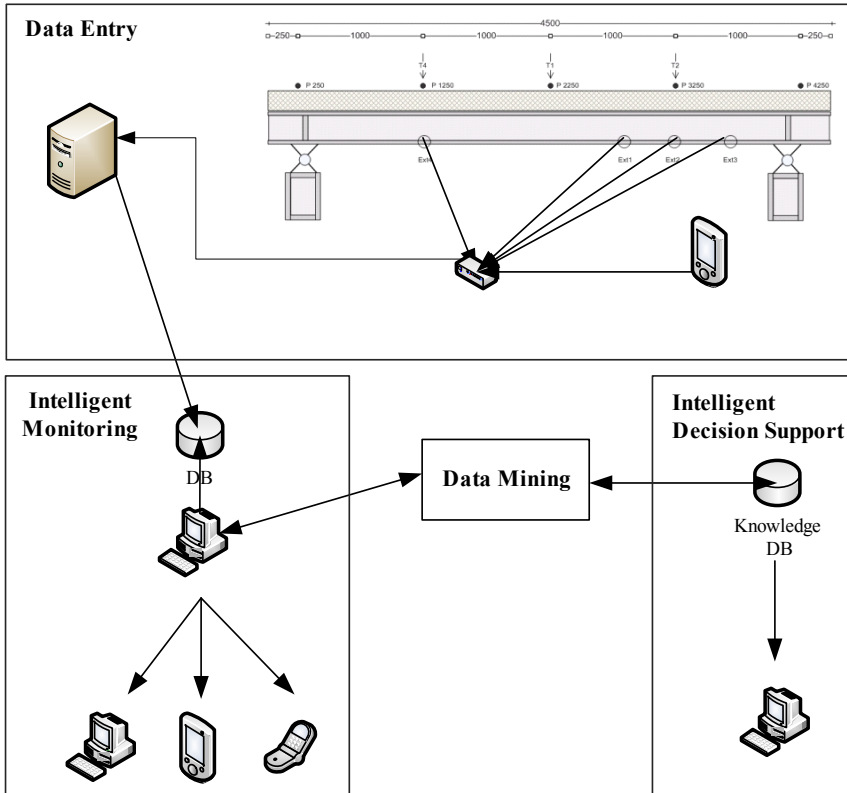 Data Entry
4500
250 1000 1000 1000 1000 250
T4 T1 T2
P 250 P 1250 P 2250 P 3250 P 4250
Ext4 Ext1 Ext2 Ext3
Intelligent
Monitoring
DB
Data Mining
Intelligent
Decision Support
Knowledge
DB